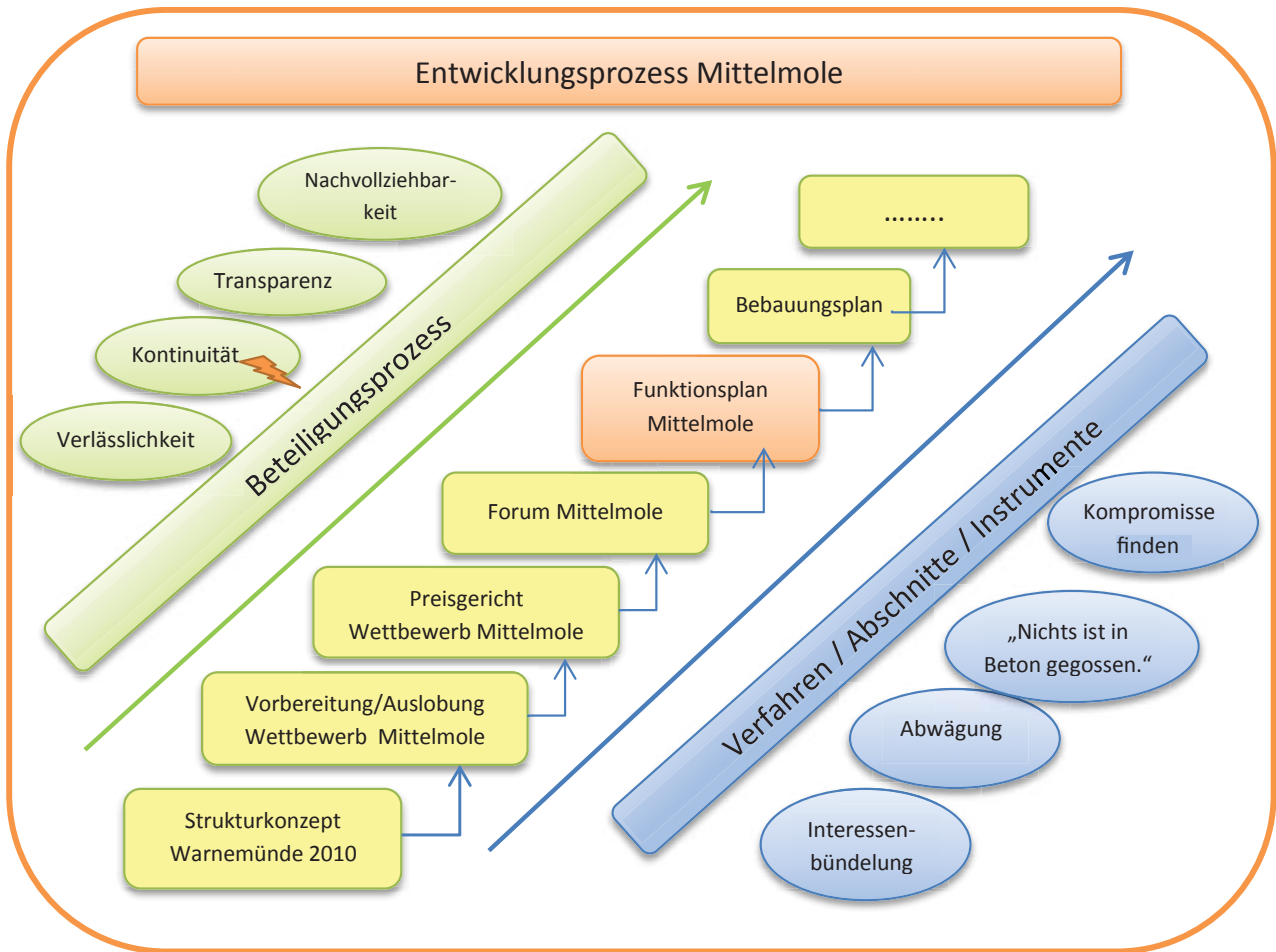 Entwicklungsprozess Mittelmole
Nachvollziehbar-
keit
Transparenz
Kontinuität
Verlässlichkeit
Beteiligungsprozess
........
Bebauungsplan
Funktionsplan
Mittelmole
Forum Mittelmole
Preisgericht
Wettbewerb Mittelmole
Vorbereitung/Auslobung
Wettbewerb Mittelmole
Strukturkonzept
Warnemünde 2010
Verfahren / Abschnitte / Instrumente
Kompromisse
finden
„Nichts ist in
Beton gegossen.“
Abwägung
Interessen-
bündelung